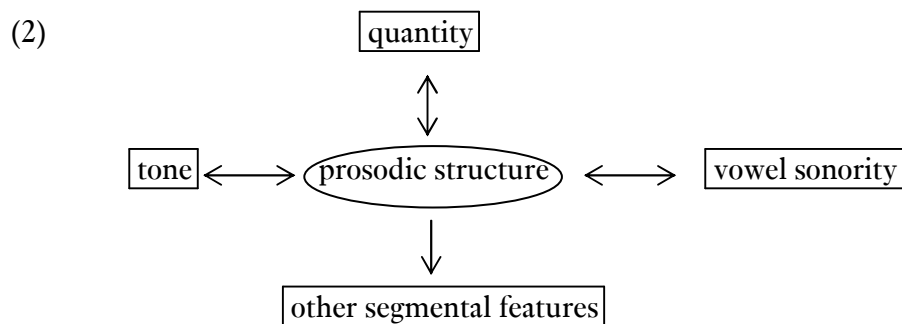 (2)
quantity
tone
prosodic structure
vowel sonority
other segmental features